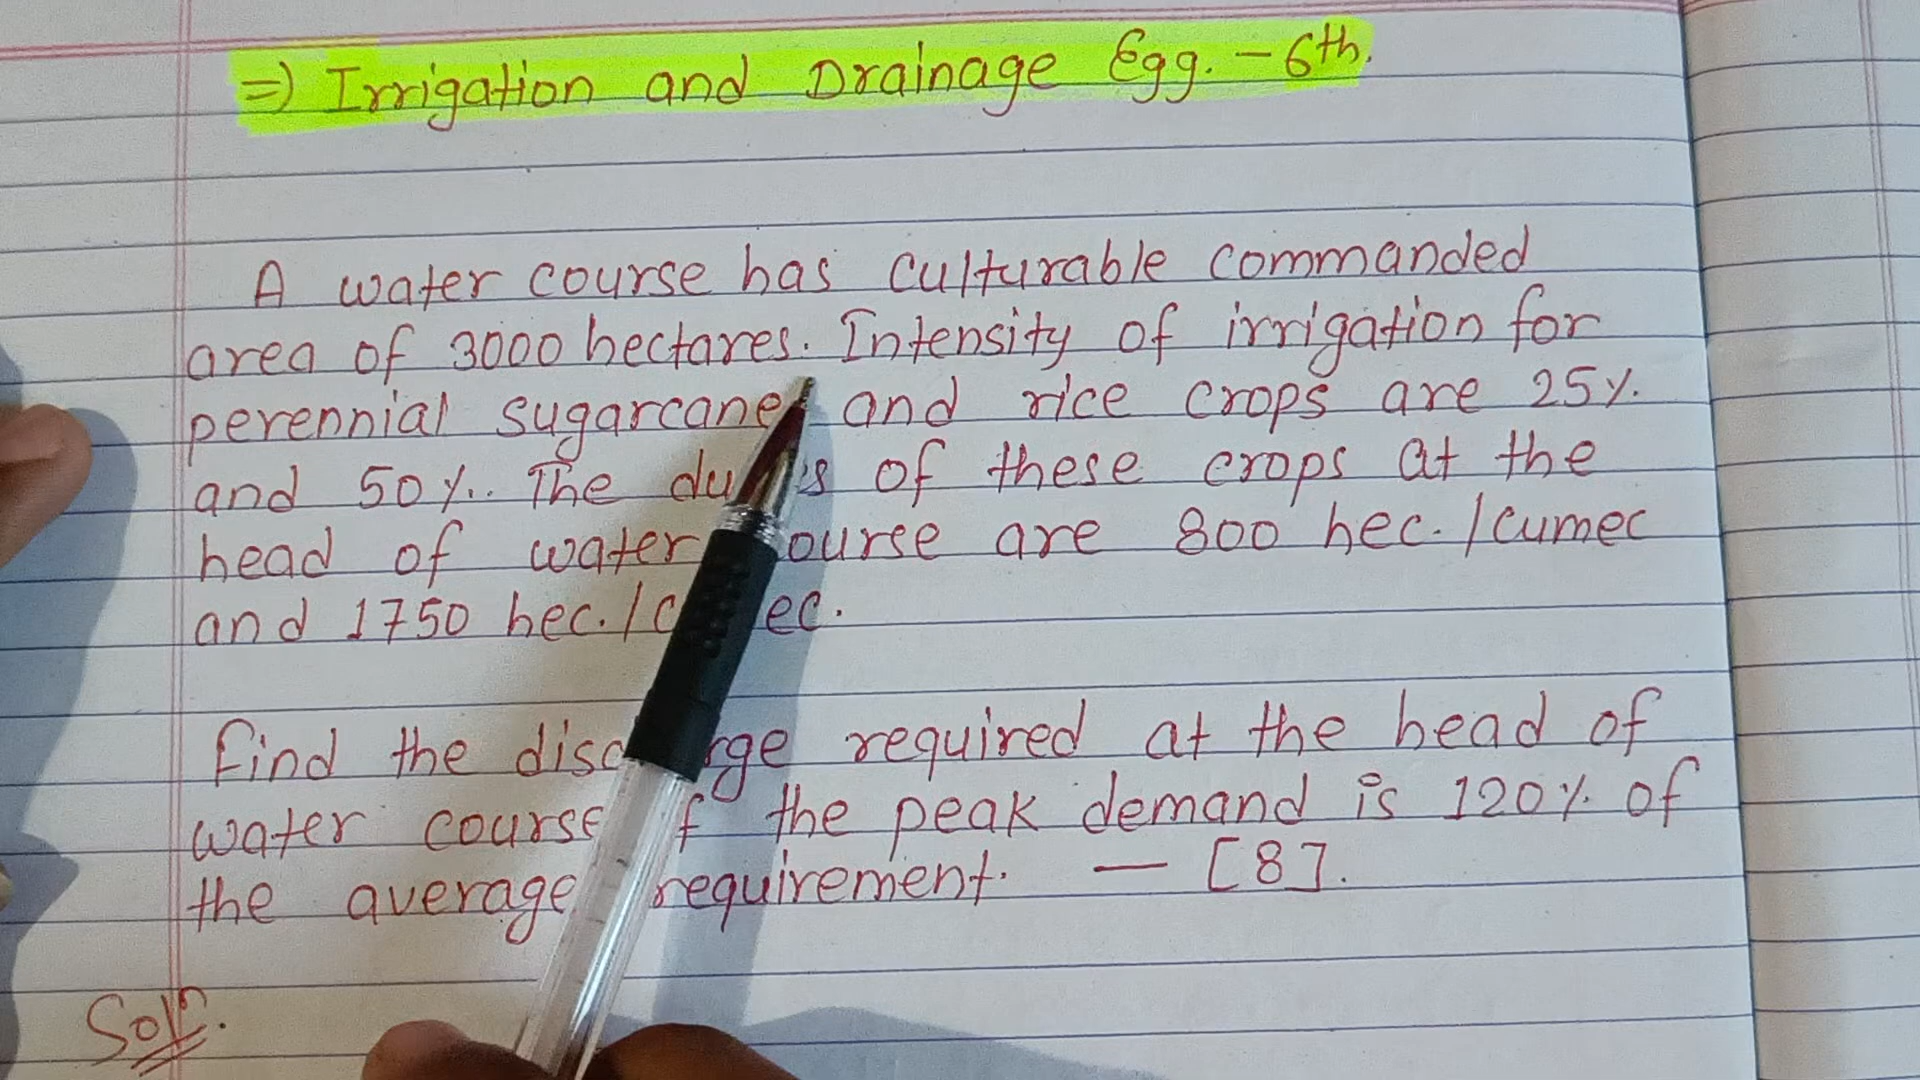 => Irrigation and Drainage Egg. - 6th.
A water course has culturable commanded
area of 3000 hectares. Intensity of irrigation for
perennial sugarcane and rice crops are 25%
and 50%. The of these crops at the
head of water are 800 hec./cumec
and 1750 hec./
find the required at the head of
water course the peak demand is 120% of
the average requirement. — [8].
Soln.